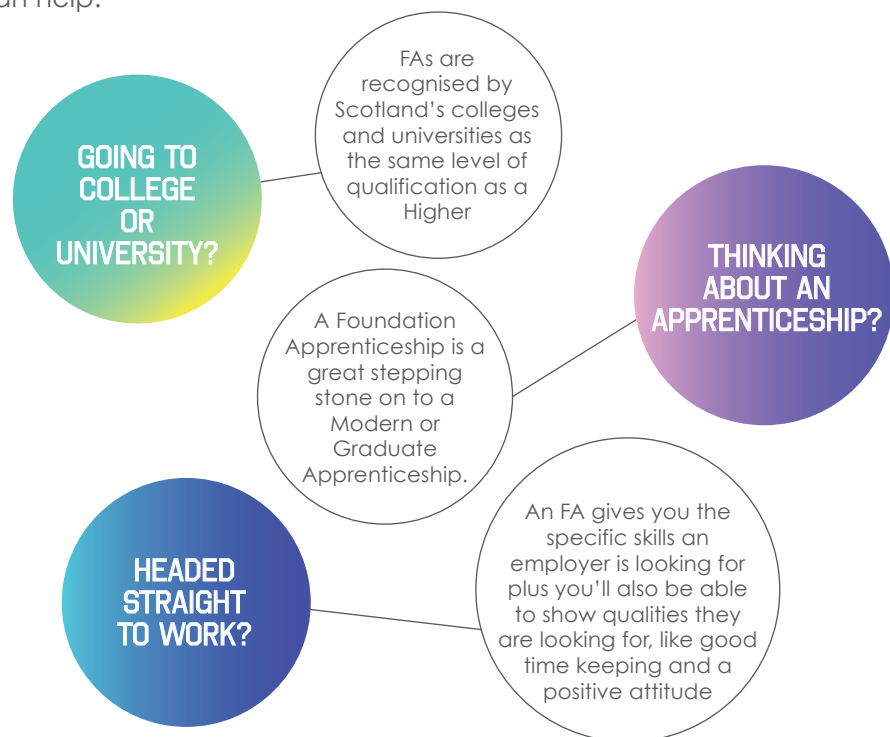 an help.
GOING TO
COLLEGE
OR
UNIVERSITY?
FAs are
recognised by
Scotland's colleges
and universities as
the same level of
qualification as a
Higher
THINKING
ABOUT AN
APPRENTICESHIP?
A Foundation
Apprenticeship is a
great stepping
stone on to a
Modern or
Graduate
Apprenticeship.
HEADED
STRAIGHT
TO WORK?
An FA gives you the
specific skills an
employer is looking for
plus you'll also be able
to show qualities they
are looking for, like good
time keeping and a
positive attitude